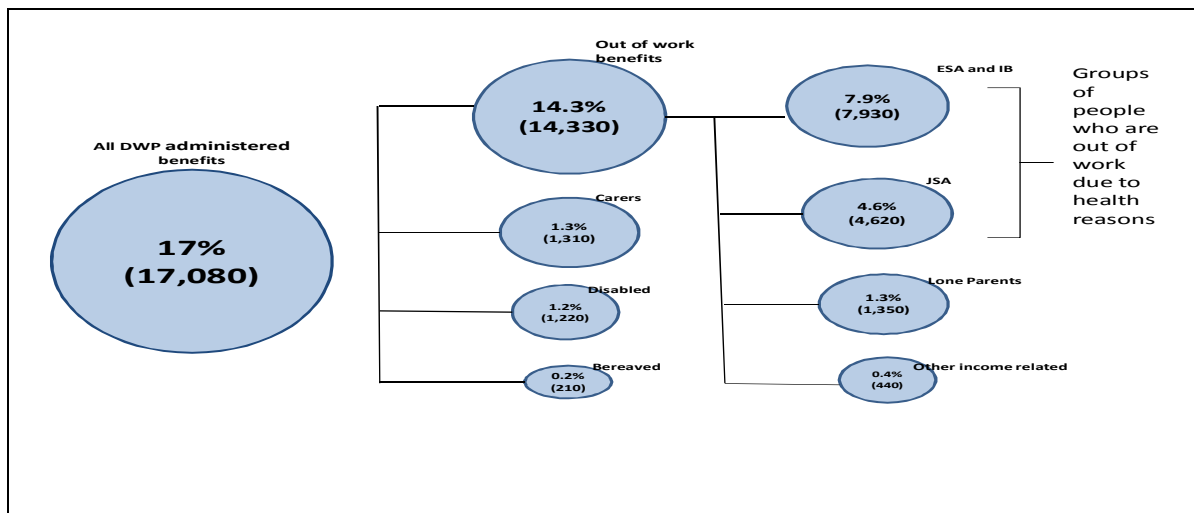 All DWP administered
benefits
17%
(17,080)
Out of work
benefits
14.3%
(14,330)
Carers
1.3%
(1,310)
Disabled
1.2%
(1,220)
Bereaved
0.2%
(210)
ESA and IB
7.9%
(7,930)
JSA
4.6%
(4,620)
Lone Parents
1.3%
(1,350)
Other income related
0.4%
(440)
Groups
of
people
who are
out of
work
due to
health
reasons